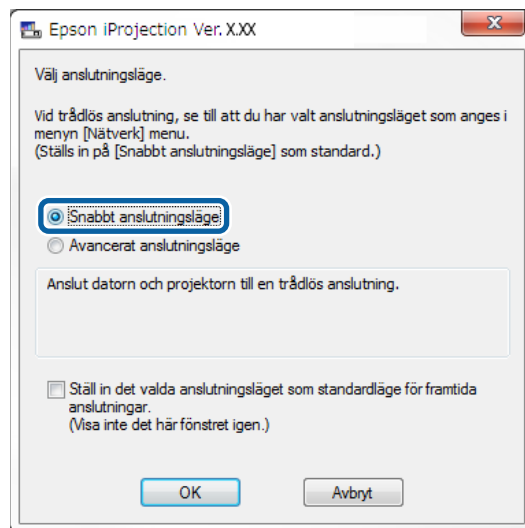 Epson iProjection Ver. X.XX
Välj anslutningsläge.
Vid trådlös anslutning, se till att du har valt anslutningsläget som anges i
menyn [Nätverk] menu.
(Ställs in på [Snabbt anslutningsläge] som standard.)
Snabbt anslutningsläge
Avancerat anslutningsläge
Anslut datorn och projektorn till en trådlös anslutning.
Ställ in det valda anslutningsläget som standardläge för framtida
anslutningar.
(Visa inte det här fönstret igen.)
OK Avbryt